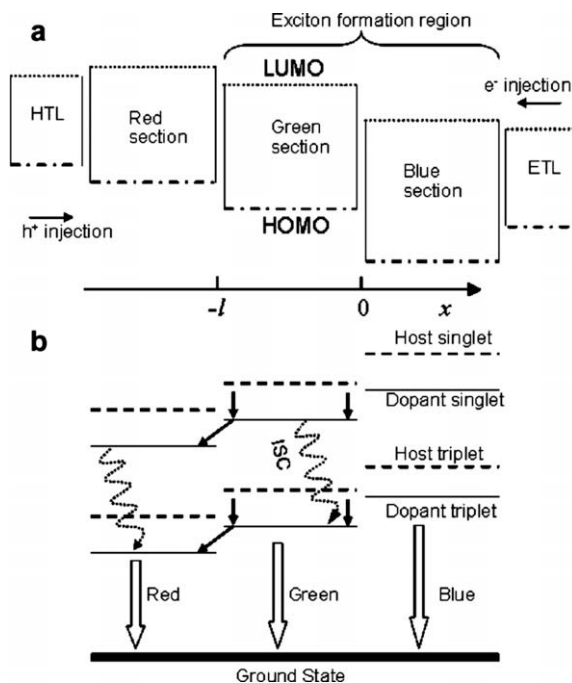 a
Exciton formation region
LUMO
e⁻ injection
HTL
Red
section
Green
section
Blue
section
ETL
HOMO
h⁺ injection
-l
0
x
b
Host singlet
Dopant singlet
ISC
Host triplet
Dopant triplet
Red
Green
Blue
Ground State